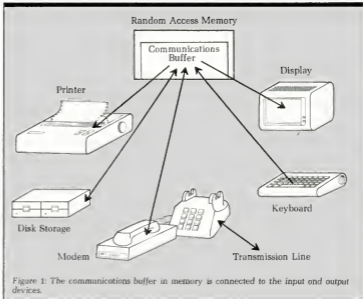 Random Access Memory
Communications
Buffer
Display
Printer
Keyboard
Disk Storage
Modem
Transmission Line
Figure 1: The communications buffer in memory is connected to the input and output
devices.